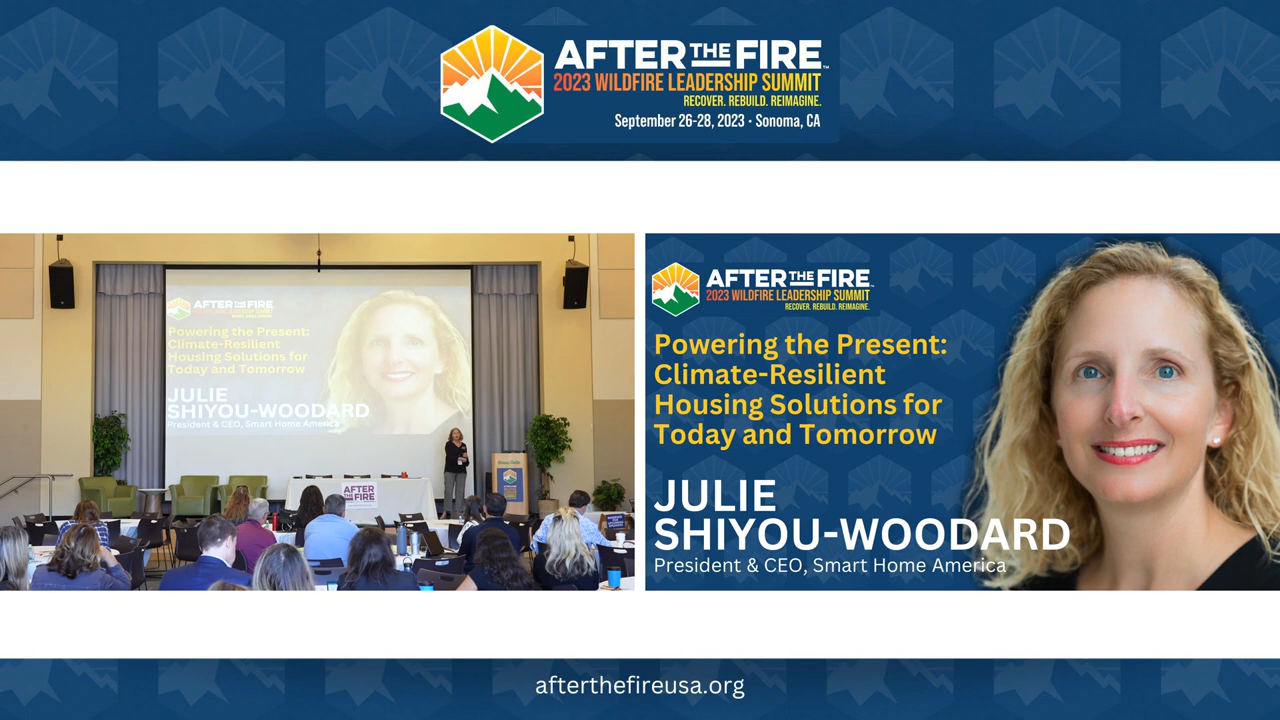 AFTER THE FIRE™
2023 WILDFIRE LEADERSHIP SUMMIT
RECOVER. REBUILD. REIMAGINE.
September 26-28, 2023 • Sonoma, CA
AFTER THE FIRE
Powering the Present:
Climate-Resilient
Housing Solutions for
Today and Tomorrow
JULIE
SHIYOU-WOODARD
President & CEO, Smart Home America
AFTER
THE FIRE
AFTER THE FIRE™
2023 WILDFIRE LEADERSHIP SUMMIT
RECOVER. REBUILD. REIMAGINE.
Powering the Present:
Climate-Resilient
Housing Solutions for
Today and Tomorrow
JULIE
SHIYOU-WOODARD
President & CEO, Smart Home America
afterthefireusa.org